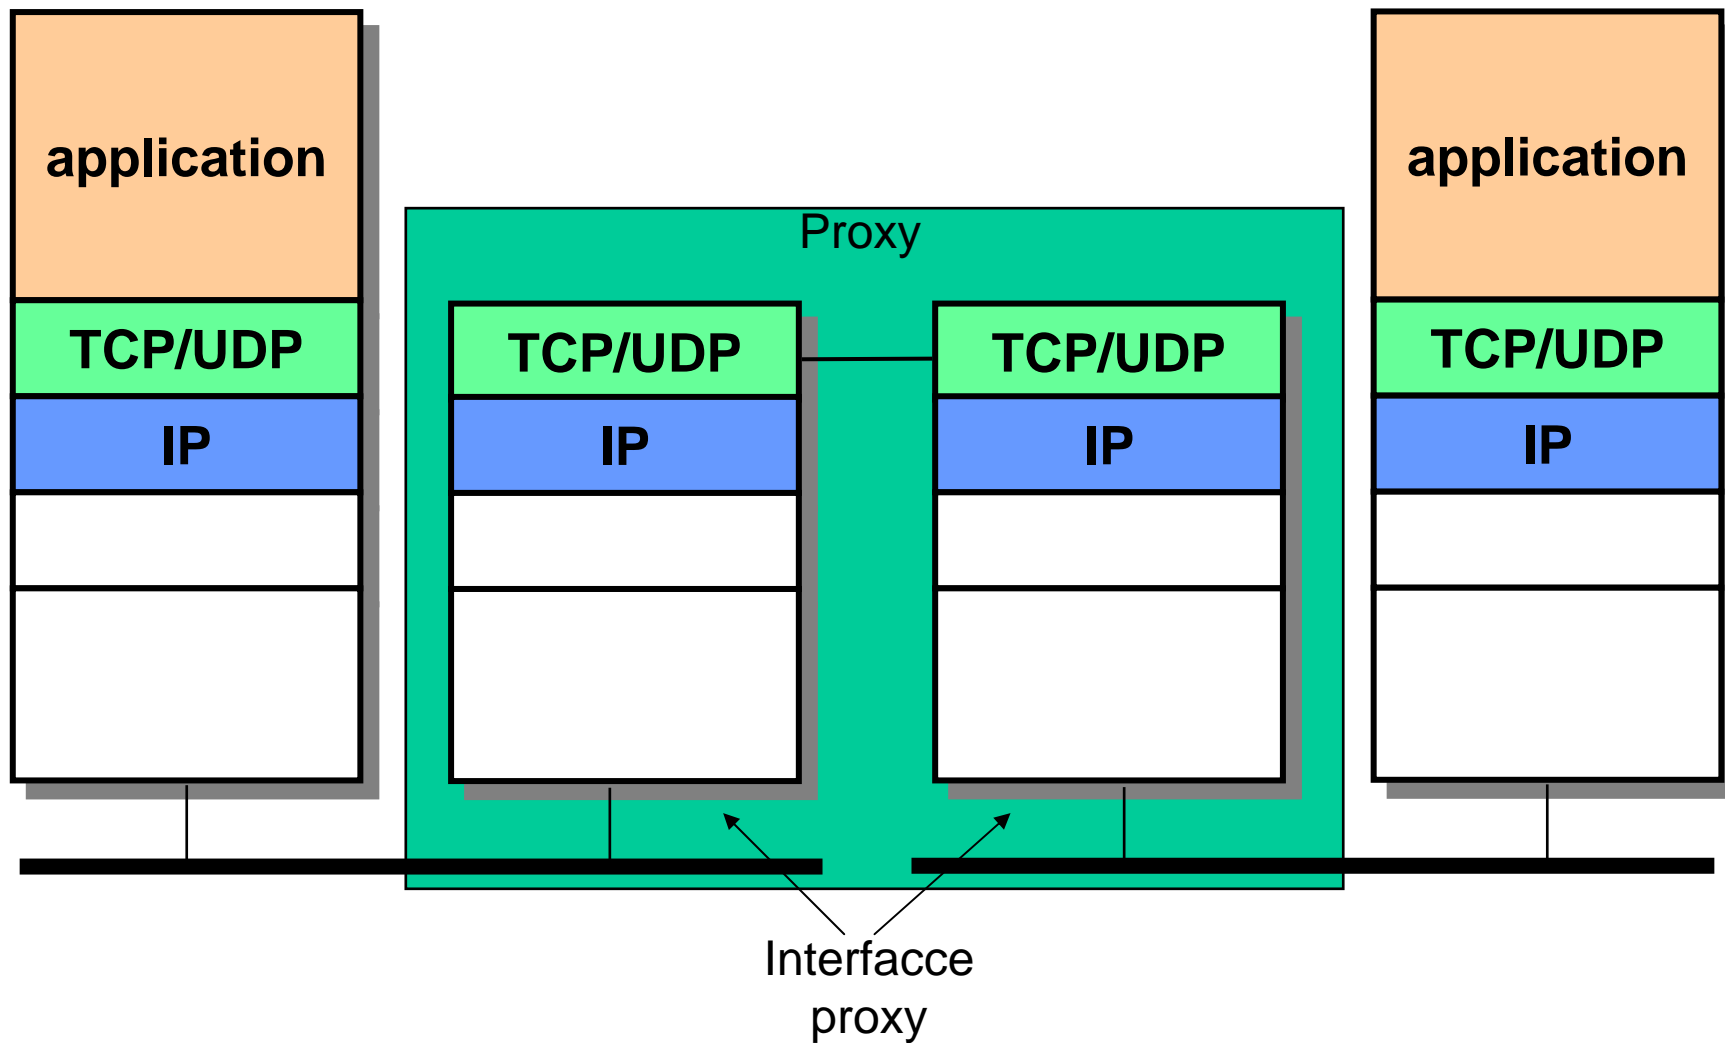 application
application
Proxy
TCP/UDP
TCP/UDP
TCP/UDP
TCP/UDP
IP
IP
IP
IP
Interfacce
proxy